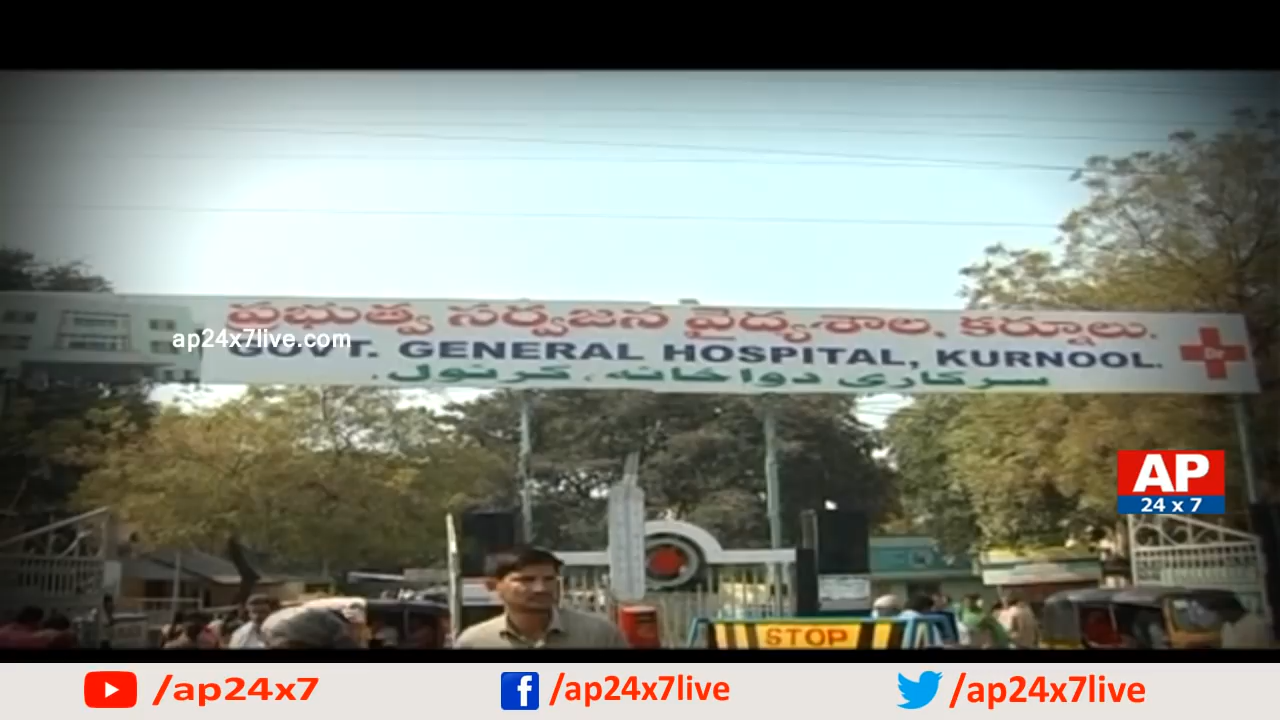 ప్రభుత్వ సర్వజన వైద్యశాల, కర్నూలు.
ap24x7live.com
GOVT. GENERAL HOSPITAL, KURNOOL.
Dr
سرکاری دواخانہ ، کرنول .
AP
24 x 7
STOP
/ap24x7
/ap24x7live
/ap24x7live